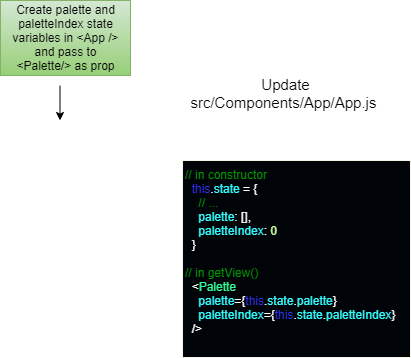 Create palette and
paletteIndex state
variables in <App />
and pass to
<Palette/> as prop
Update
src/Components/App/App.js
// in constructor
this.state = {
// ...
palette: [],
paletteIndex: 0
}
// in getView()
<Palette
palette={this.state.palette}
paletteIndex={this.state.paletteIndex}
/>